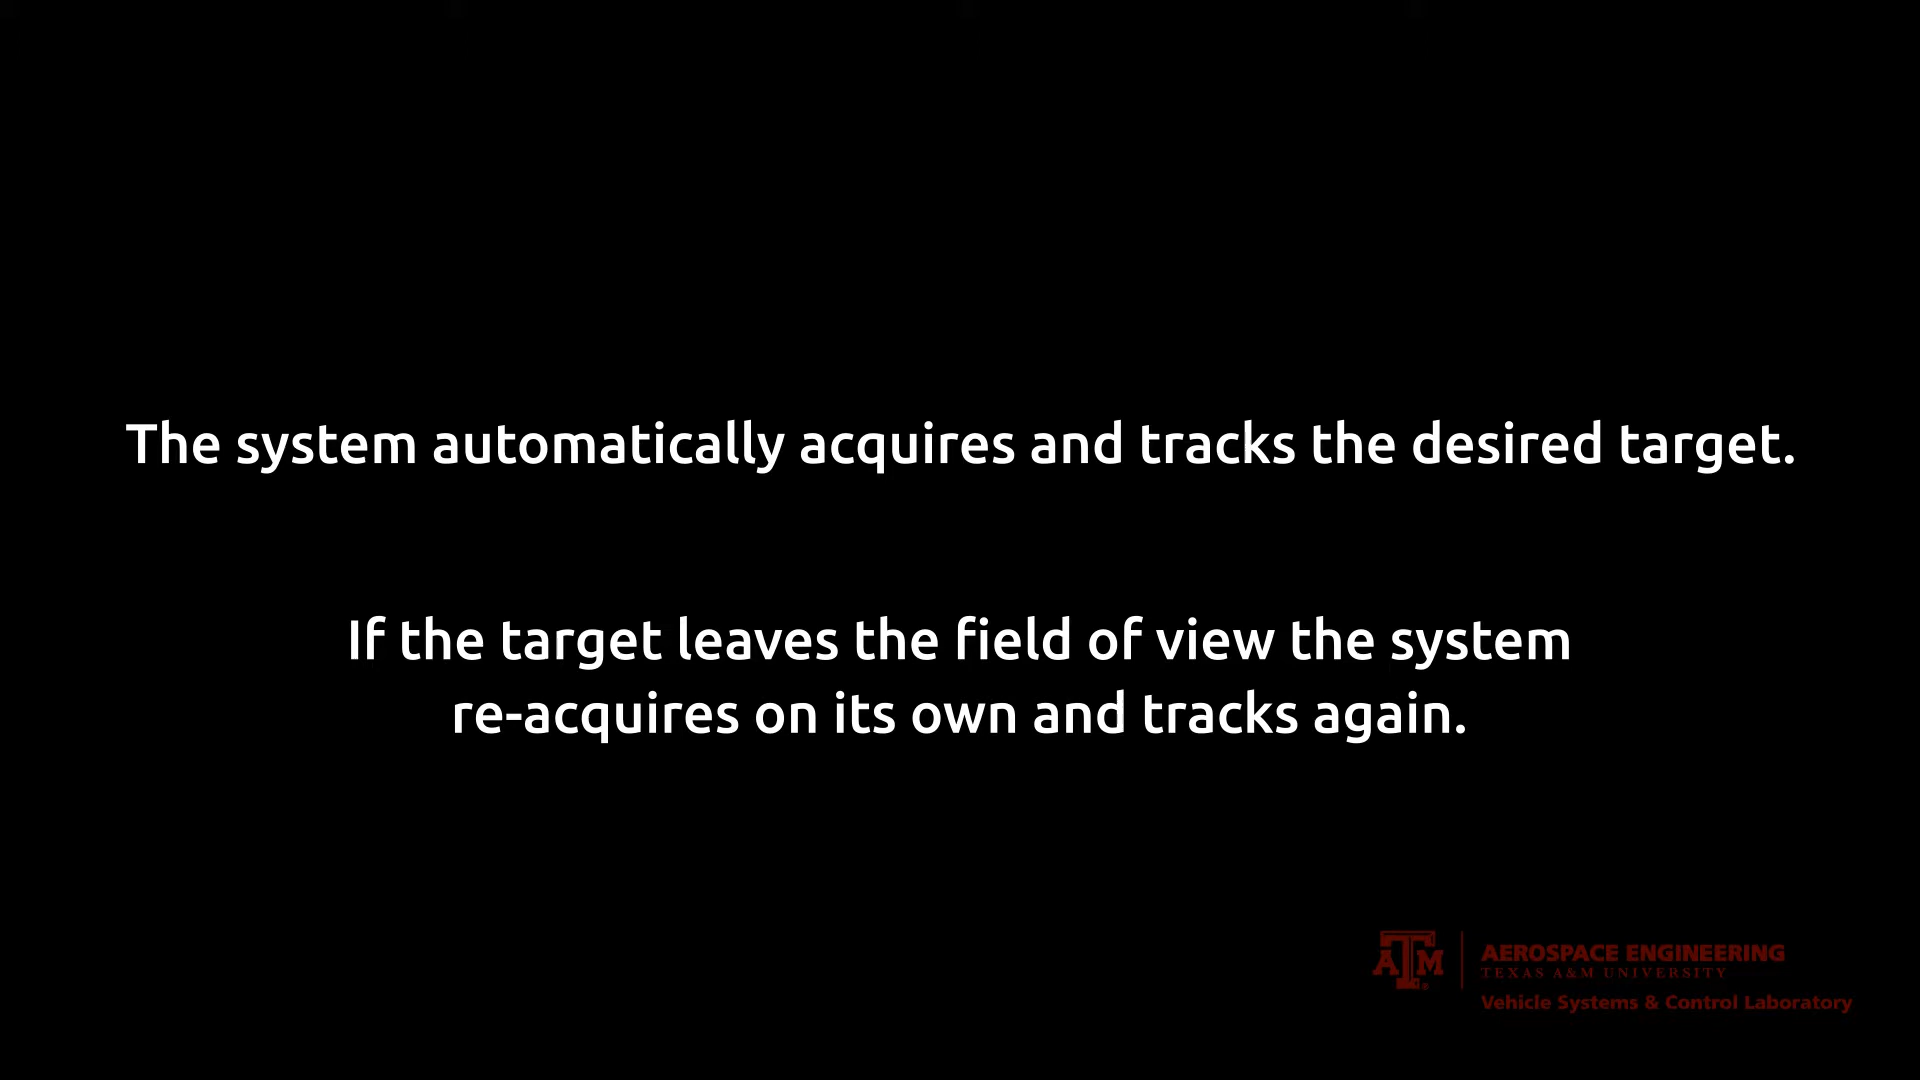 The system automatically acquires and tracks the desired target.
If the target leaves the field of view the system
re-acquires on its own and tracks again.
ATM
AEROSPACE ENGINEERING
TEXAS A&M UNIVERSITY
Vehicle Systems & Control Laboratory